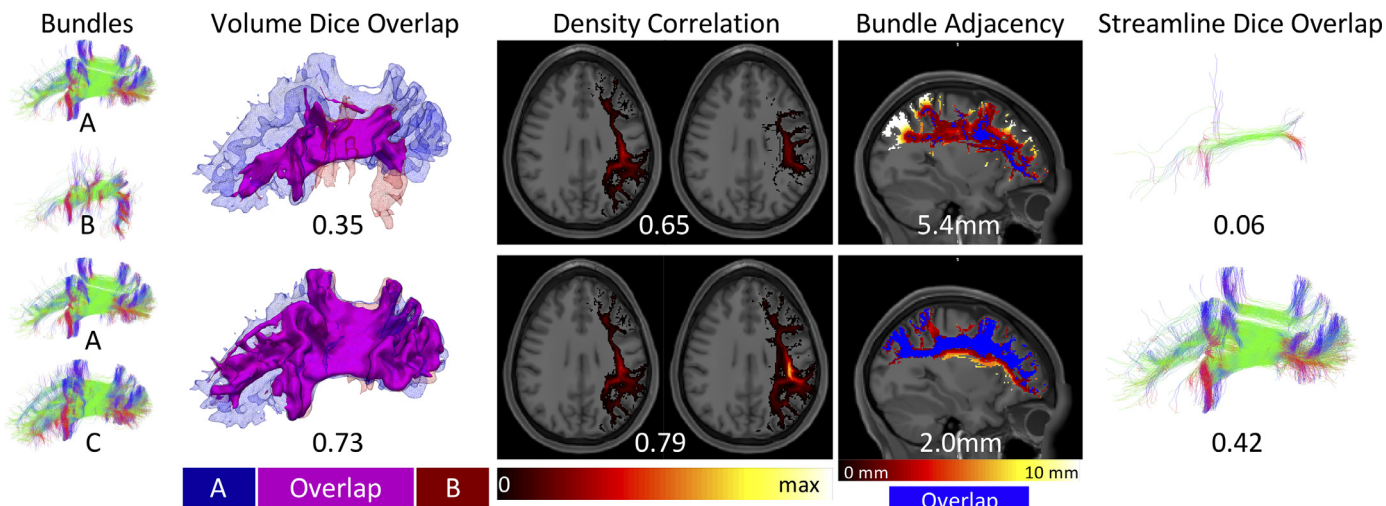 Bundles
Volume Dice Overlap
Density Correlation
Bundle Adjacency
Streamline Dice Overlap
A
B
0.35
0.65
5.4mm
0.06
A
C
0.73
0.79
2.0mm
0.42
A
Overlap
B
0
max
0 mm
10 mm
Overlap